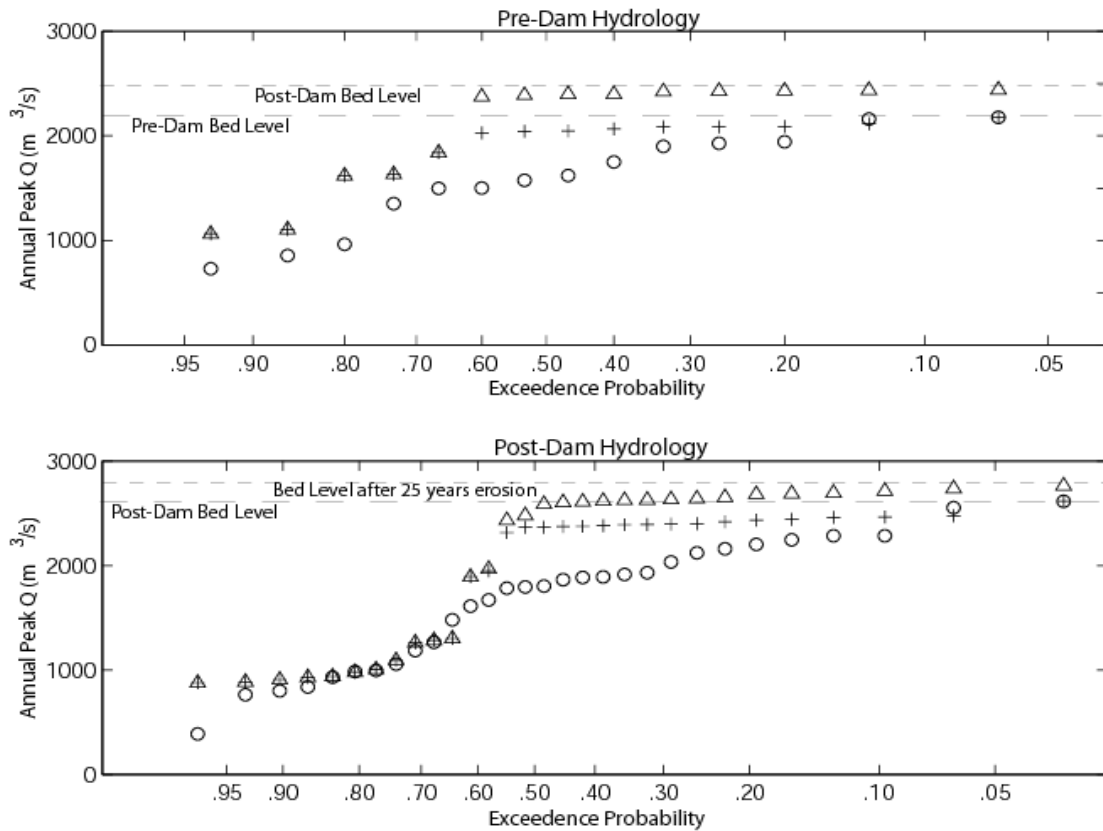 Pre-Dam Hydrology
3000
2000
1000
0
Annual Peak Q (m ³/s)
Post-Dam Bed Level
Pre-Dam Bed Level
.95 .90 .80 .70 .60 .50 .40 .30 .20 .10 .05
Exceedence Probability
Post-Dam Hydrology
3000
2000
1000
0
Annual Peak Q (m ³/s)
Bed Level after 25 years erosion
Post-Dam Bed Level
.95 .90 .80 .70 .60 .50 .40 .30 .20 .10 .05
Exceedence Probability